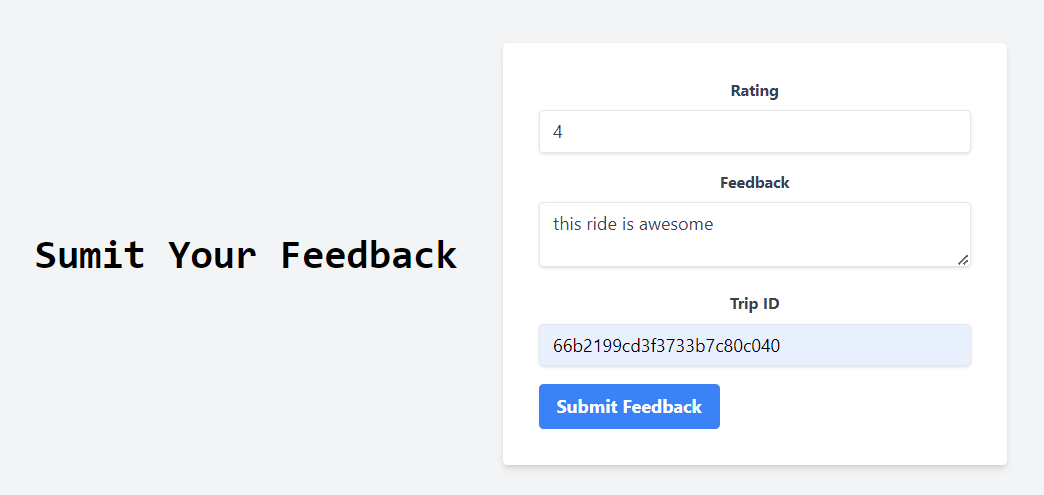 Sumit Your Feedback
Rating
4
Feedback
this ride is awesome
Trip ID
66b2199cd3f3733b7c80c040
Submit Feedback